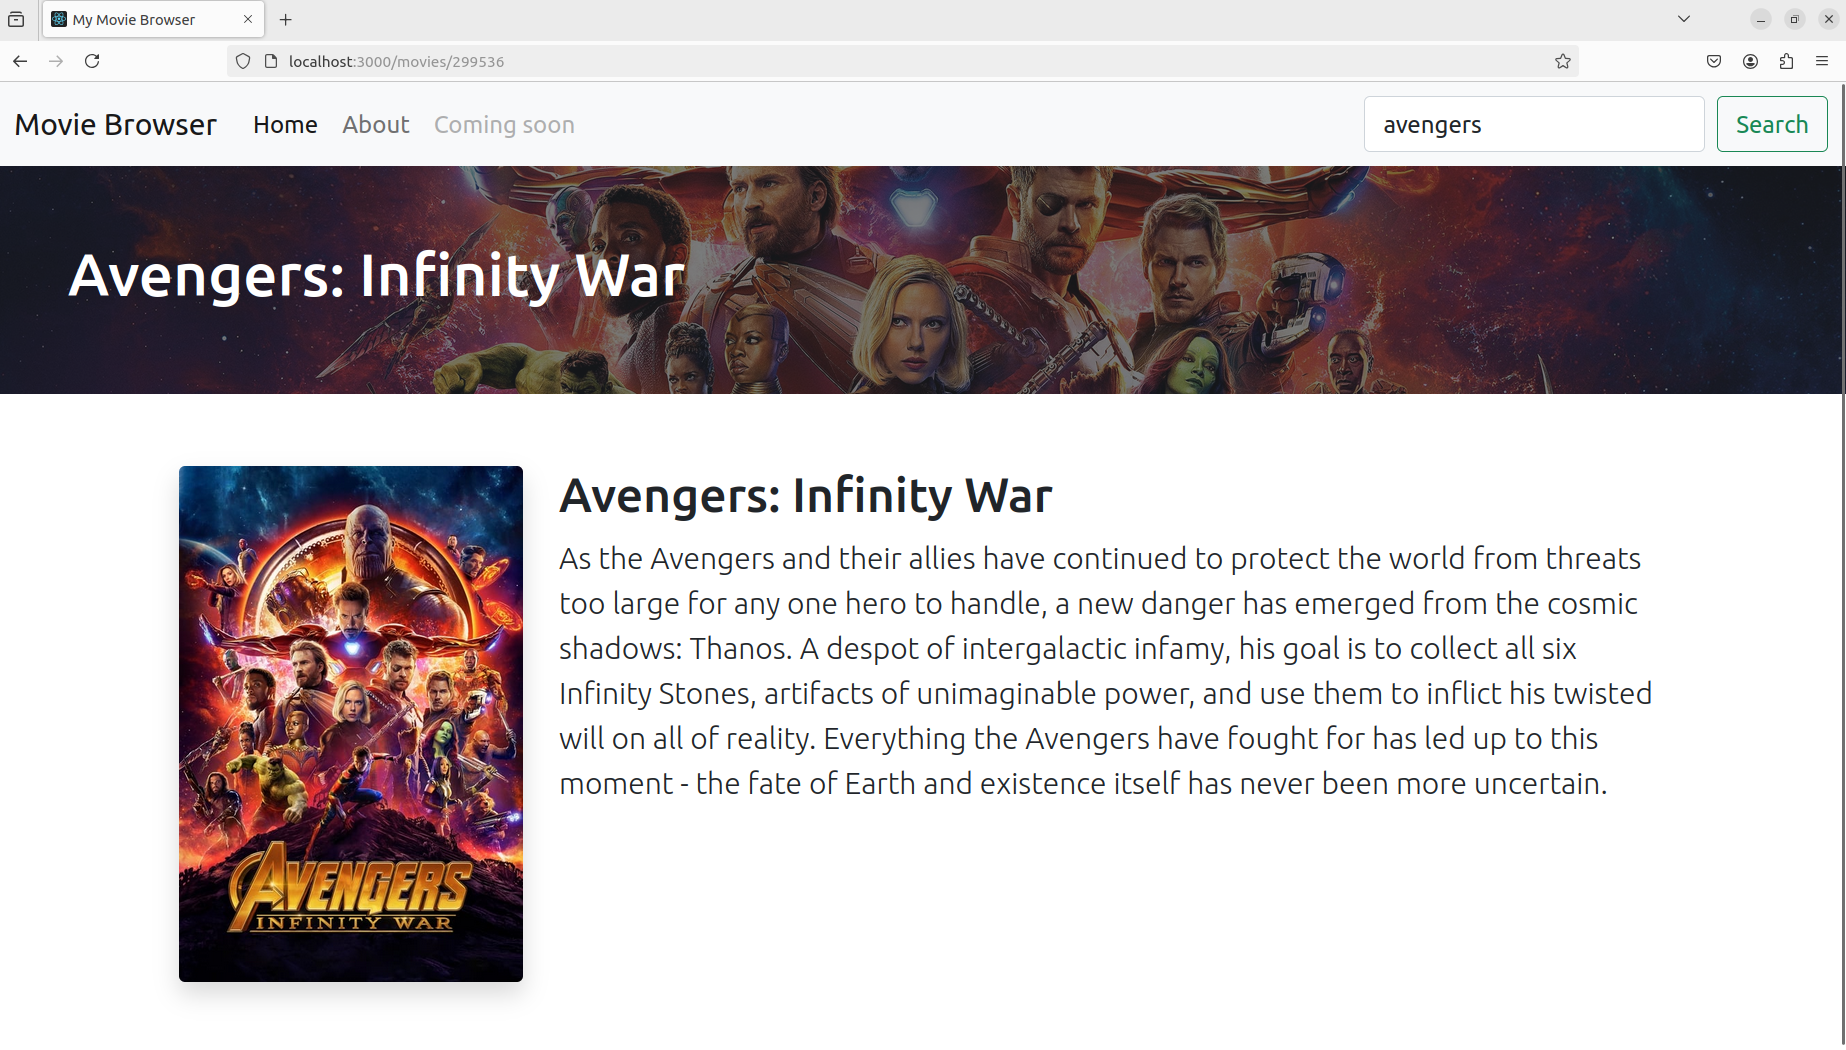 My Movie Browser
localhost:3000/movies/299536
Movie Browser Home About Coming soon avengers Search
Avengers: Infinity War
Avengers: Infinity War
As the Avengers and their allies have continued to protect the world from threats
too large for any one hero to handle, a new danger has emerged from the cosmic
shadows: Thanos. A despot of intergalactic infamy, his goal is to collect all six
Infinity Stones, artifacts of unimaginable power, and use them to inflict his twisted
will on all of reality. Everything the Avengers have fought for has led up to this
moment - the fate of Earth and existence itself has never been more uncertain.
AVENGERS
INFINITY WAR